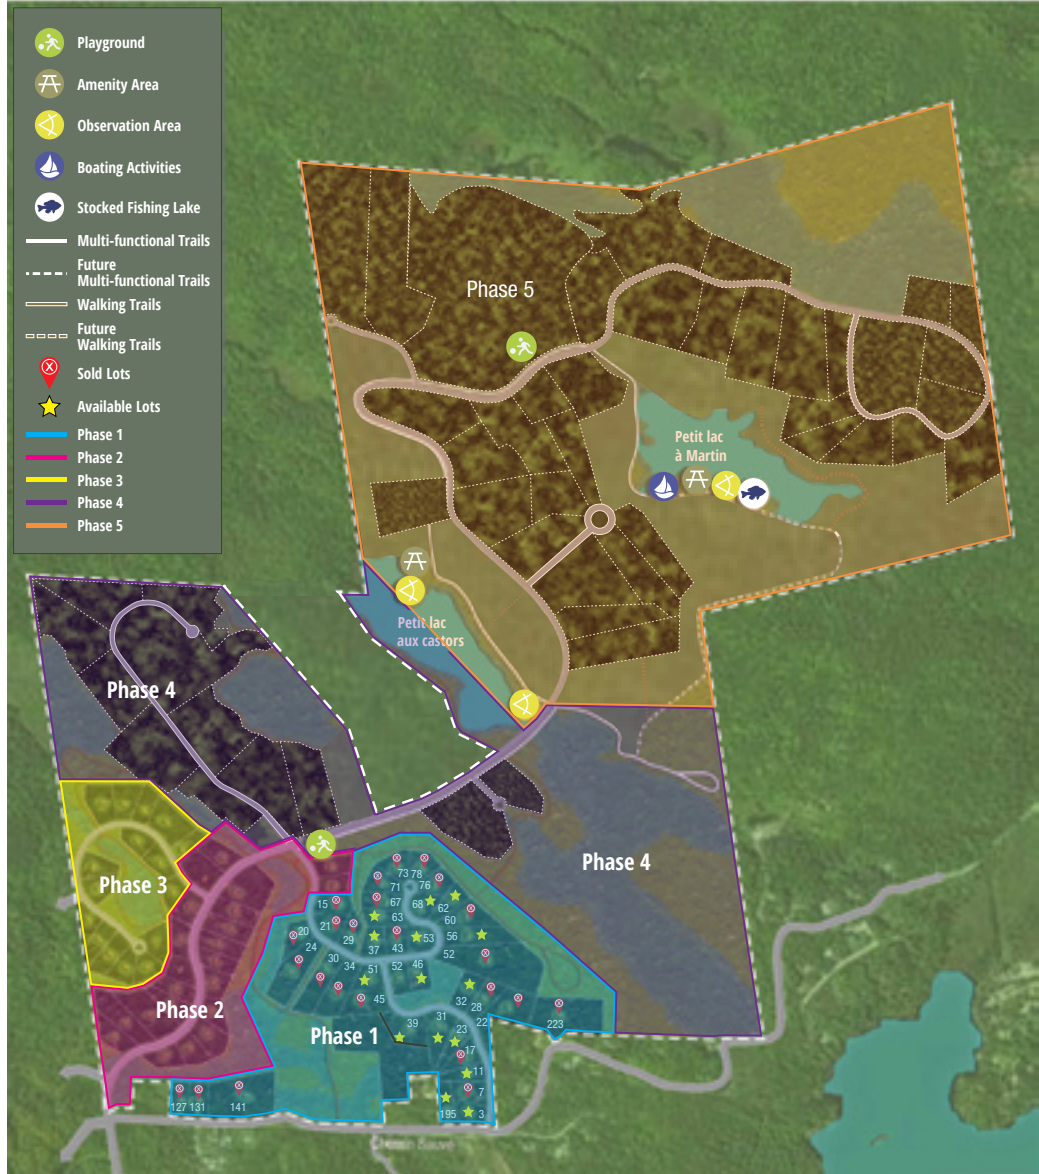 Playground
Amenity Area
Observation Area
Boating Activities
Stocked Fishing Lake
Multi-functional Trails
Future
Multi-functional Trails
Walking Trails
Future
Walking Trails
Sold Lots
Available Lots
Phase 1
Phase 2
Phase 3
Phase 4
Phase 5
Phase 5
Petit lac
à Martin
Petit lac
aux castors
Phase 4
Phase 4
Phase 3
Phase 2
Phase 1
73 78
71 76
67 68 62
15
63 60
21
20 29 37 43 53 56
24
30 34 51 52 46 52
45 32 28
39 31 23 22 223
17
11
7
127 131 141 195 3